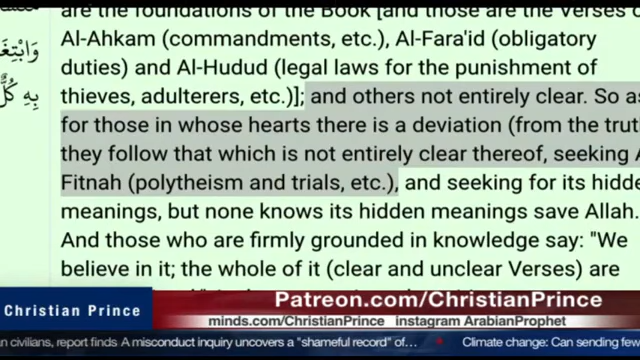 are the foundations of the Book [and those are the Verses o
Al-Ahkam (commandments, etc.), Al-Fara'id (obligatory
duties) and Al-Hudud (legal laws for the punishment of
thieves, adulterers, etc.)]; and others not entirely clear. So as
for those in whose hearts there is a deviation (from the trut
they follow that which is not entirely clear thereof, seeking A
Fitnah (polytheism and trials, etc.), and seeking for its hidde
meanings, but none knows its hidden meanings save Allah.
And those who are firmly grounded in knowledge say: "We
believe in it; the whole of it (clear and unclear Verses) are
وَابْتِغَ
بِهِ كُلٌّ
Christian Prince
Patreon.com/ChristianPrince
minds.com/ChristianPrince instagram ArabianProphet
an civilians, report finds A misconduct inquiry uncovers a "shameful record" of...
Climate change: Can sending few